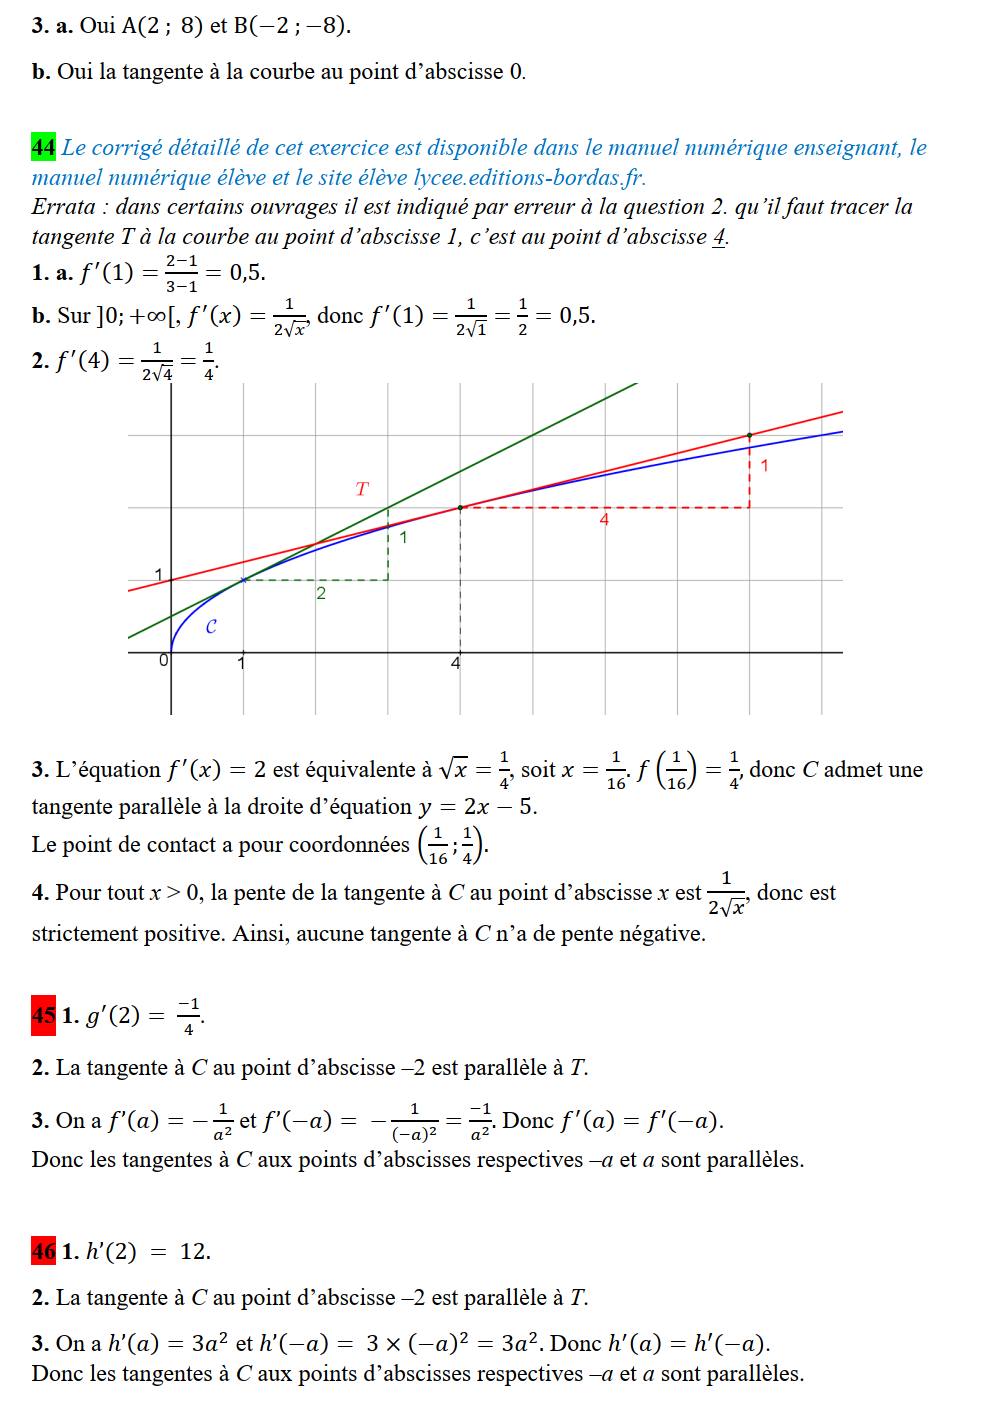 3. a. Oui A(2 ; 8) et B(−2 ; −8).
b. Oui la tangente à la courbe au point d’abscisse 0.
44 Le corrigé détaillé de cet exercice est disponible dans le manuel numérique enseignant, le
manuel numérique élève et le site élève lycee.editions-bordas.fr.
Errata : dans certains ouvrages il est indiqué par erreur à la question 2. qu’il faut tracer la
tangente T à la courbe au point d’abscisse 1, c’est au point d’abscisse 4.
1. a. f′(1) = (2−1)/(3−1) = 0,5.
b. Sur ]0; +∞[, f′(x) = 1/(2√x), donc f′(1) = 1/(2√1) = 1/2 = 0,5.
2. f′(4) = 1/(2√4) = 1/4.
1
T
4
1
1
2
C
0
1
4
3. L’équation f′(x) = 2 est équivalente à √x = 1/4, soit x = 1/16. f(1/16) = 1/4, donc C admet une
tangente parallèle à la droite d’équation y = 2x − 5.
Le point de contact a pour coordonnées (1/16 ; 1/4).
4. Pour tout x > 0, la pente de la tangente à C au point d’abscisse x est 1/(2√x), donc est
strictement positive. Ainsi, aucune tangente à C n’a de pente négative.
45 1. g′(2) = −1/4.
2. La tangente à C au point d’abscisse –2 est parallèle à T.
3. On a f’(a) = −1/a² et f’(−a) = −1/(−a)² = −1/a². Donc f′(a) = f′(−a).
Donc les tangentes à C aux points d’abscisses respectives –a et a sont parallèles.
46 1. h’(2) = 12.
2. La tangente à C au point d’abscisse –2 est parallèle à T.
3. On a h’(a) = 3a² et h’(−a) = 3 × (−a)² = 3a². Donc h′(a) = h′(−a).
Donc les tangentes à C aux points d’abscisses respectives –a et a sont parallèles.